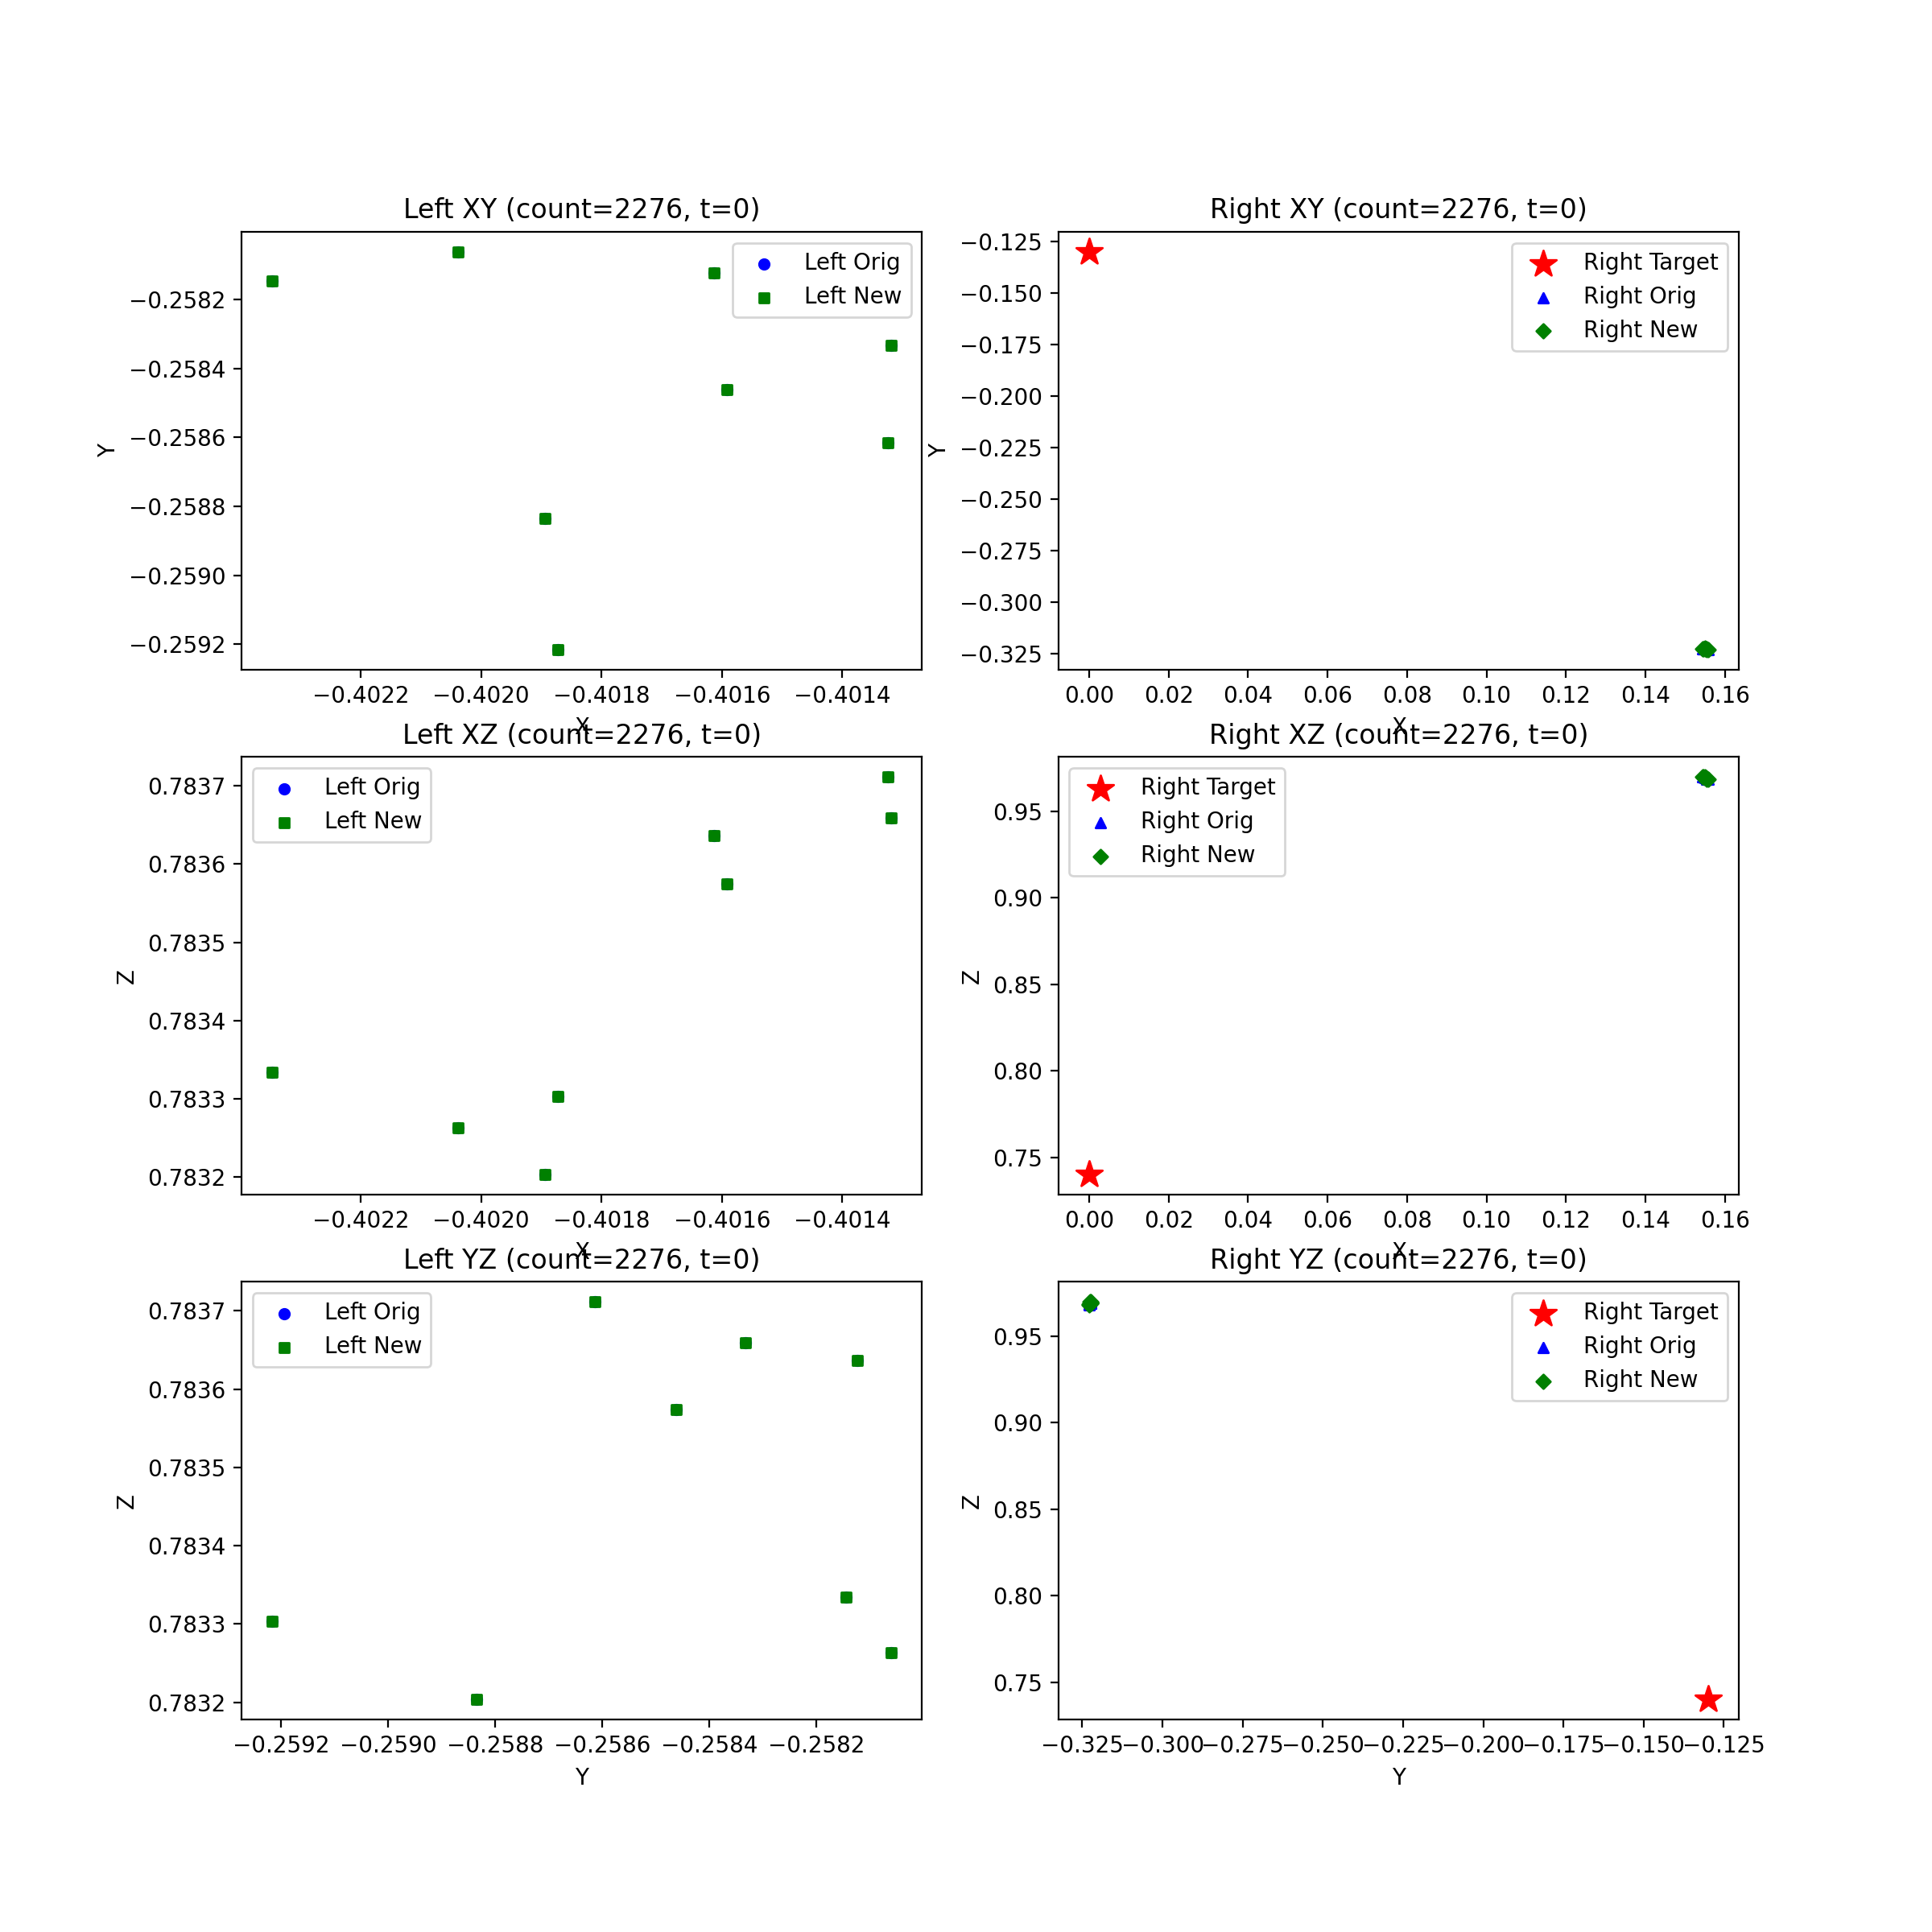 Left XY (count=2276, t=0)
Left Orig
Left New
−0.2582
−0.2584
−0.2586
−0.2588
−0.2590
−0.2592
Y
−0.4022
−0.4020
−0.4018
−0.4016
−0.4014
X
Right XY (count=2276, t=0)
Right Target
Right Orig
Right New
−0.125
−0.150
−0.175
−0.200
−0.225
−0.250
−0.275
−0.300
−0.325
Y
0.00
0.02
0.04
0.06
0.08
0.10
0.12
0.14
0.16
X
Left XZ (count=2276, t=0)
Left Orig
Left New
0.7837
0.7836
0.7835
0.7834
0.7833
0.7832
Z
−0.4022
−0.4020
−0.4018
−0.4016
−0.4014
X
Right XZ (count=2276, t=0)
Right Target
Right Orig
Right New
0.95
0.90
0.85
0.80
0.75
Z
0.00
0.02
0.04
0.06
0.08
0.10
0.12
0.14
0.16
X
Left YZ (count=2276, t=0)
Left Orig
Left New
0.7837
0.7836
0.7835
0.7834
0.7833
0.7832
Z
−0.2592
−0.2590
−0.2588
−0.2586
−0.2584
−0.2582
Y
Right YZ (count=2276, t=0)
Right Target
Right Orig
Right New
0.95
0.90
0.85
0.80
0.75
Z
−0.325
−0.300
−0.275
−0.250
−0.225
−0.200
−0.175
−0.150
−0.125
Y